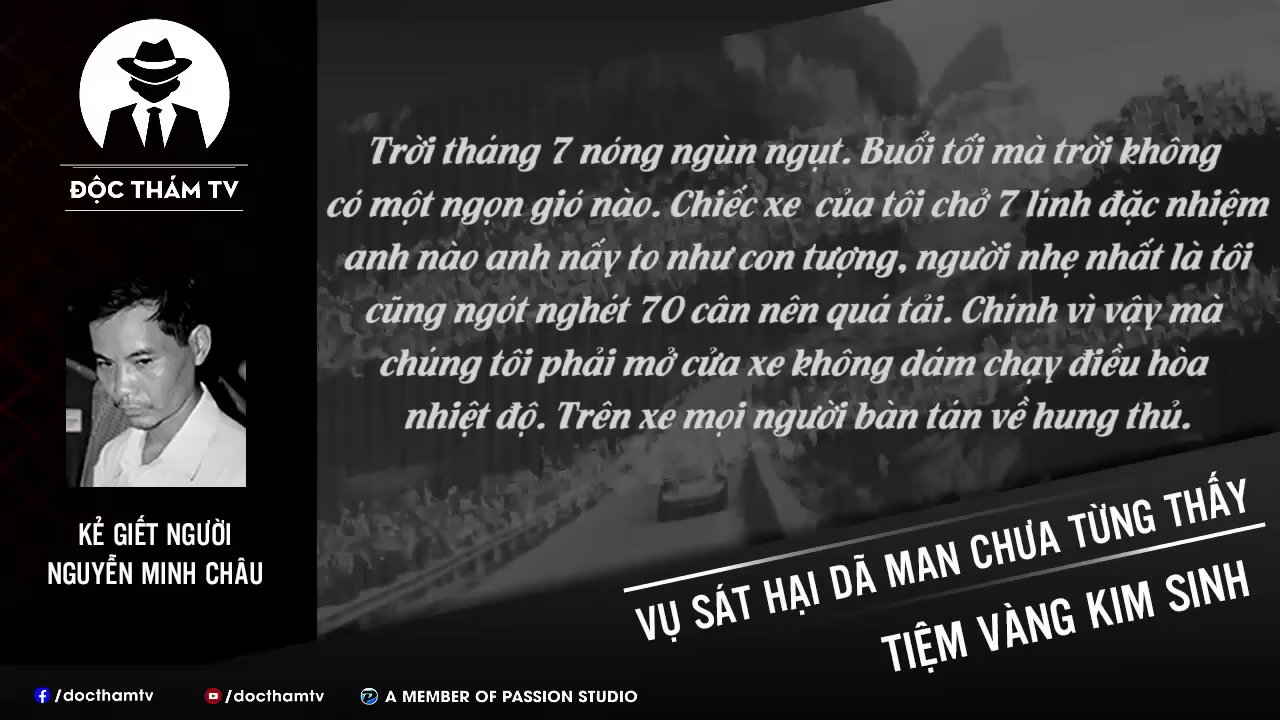 ĐỘC THÁM TV
Trời tháng 7 nóng ngùn ngụt. Buổi tối mà trời không
có một ngọn gió nào. Chiếc xe của tôi chở 7 lính đặc nhiệm
anh nào anh nấy to như con tượng, người nhẹ nhất là tôi
cũng ngót nghét 70 cân nên quá tải. Chính vì vậy mà
chúng tôi phải mở cửa xe không dám chạy điều hòa
nhiệt độ. Trên xe mọi người bàn tán về hung thủ.
KẺ GIẾT NGƯỜI
NGUYỄN MINH CHÂU
VỤ SÁT HẠI DÃ MAN CHƯA TỪNG THẤY
TIỆM VÀNG KIM SINH
/docthamtv
/docthamtv
A MEMBER OF PASSION STUDIO